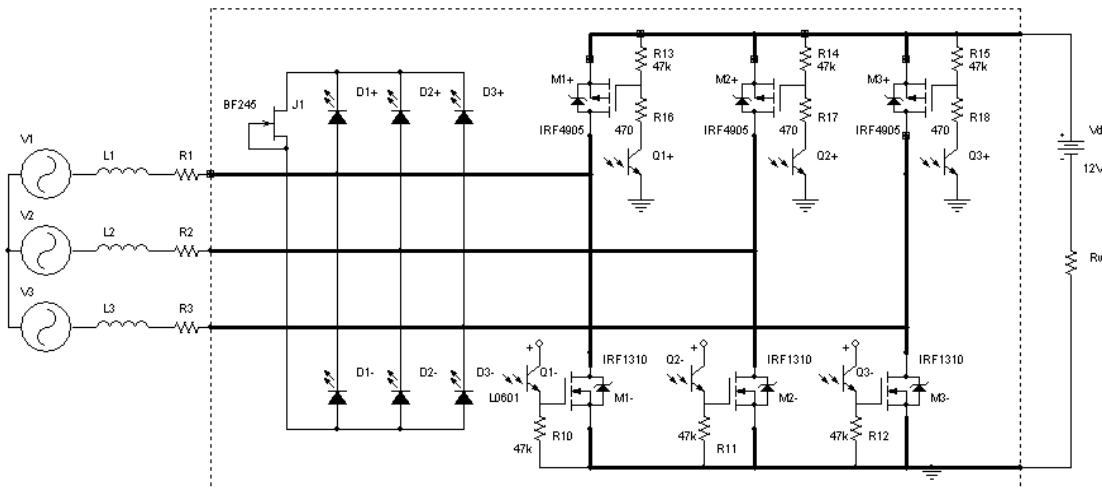 R13
47k
R14
47k
R15
47k
M1+
M2+
M3+
D1+
D2+
D3+
BF245
J1
IRF4905
470
R16
IRF4905
470
R17
IRF4905
470
R18
Vd
12V
V1
L1
R1
Q1+
Q2+
Q3+
V2
L2
R2
Ru
V3
L3
R3
+
+
+
IRF1310
IRF1310
IRF1310
D1-
D2-
D3-
Q1-
Q2-
Q3-
L0601
M1-
M2-
M3-
R10
47k
47k
R11
47k
R12
+